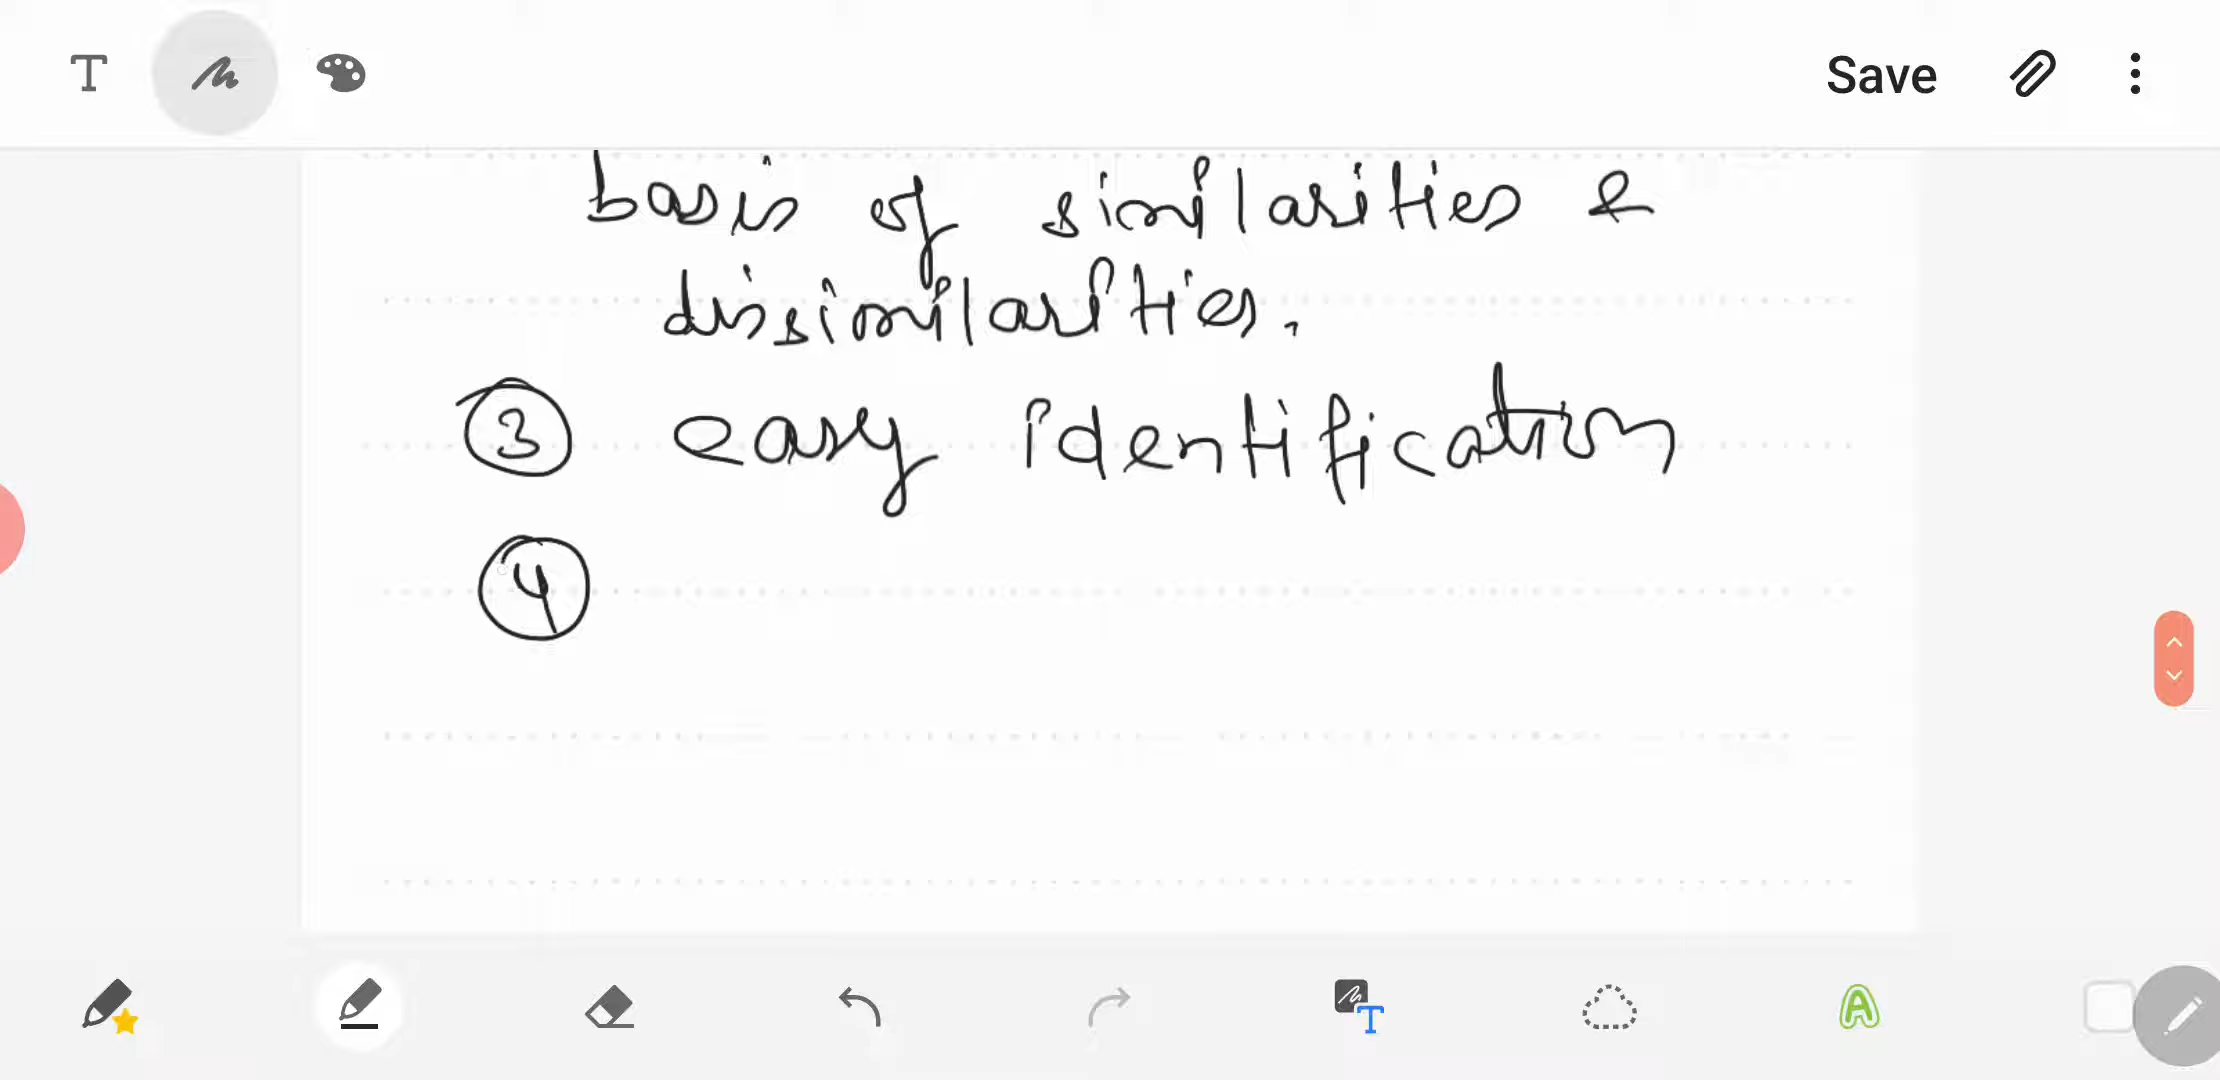 Save
basis of similarities &
dissimilarities.
3 easy identification
4